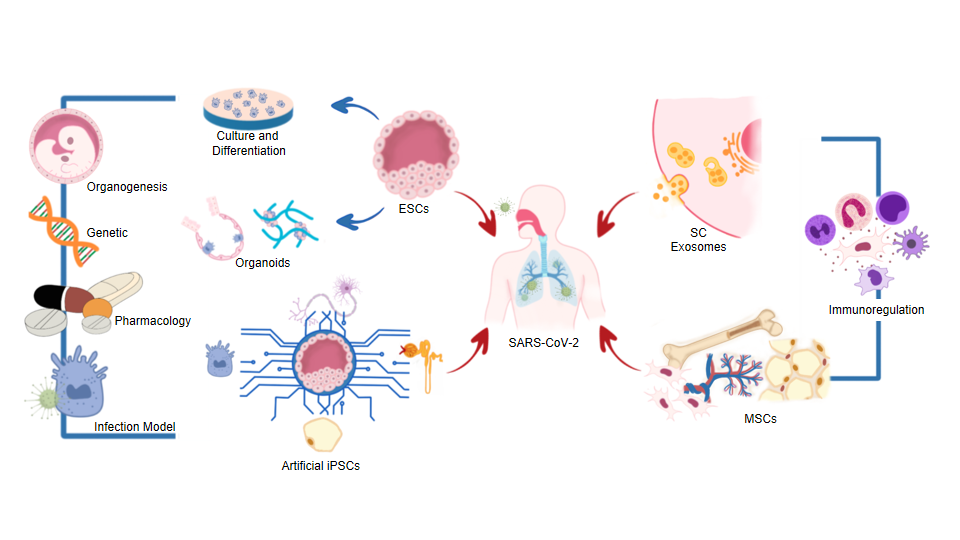 Culture and
Differentiation
ESCs
Organogenesis
Genetic
Organoids
Pharmacology
Infection Model
Artificial iPSCs
SARS-CoV-2
SC
Exosomes
Immunoregulation
MSCs